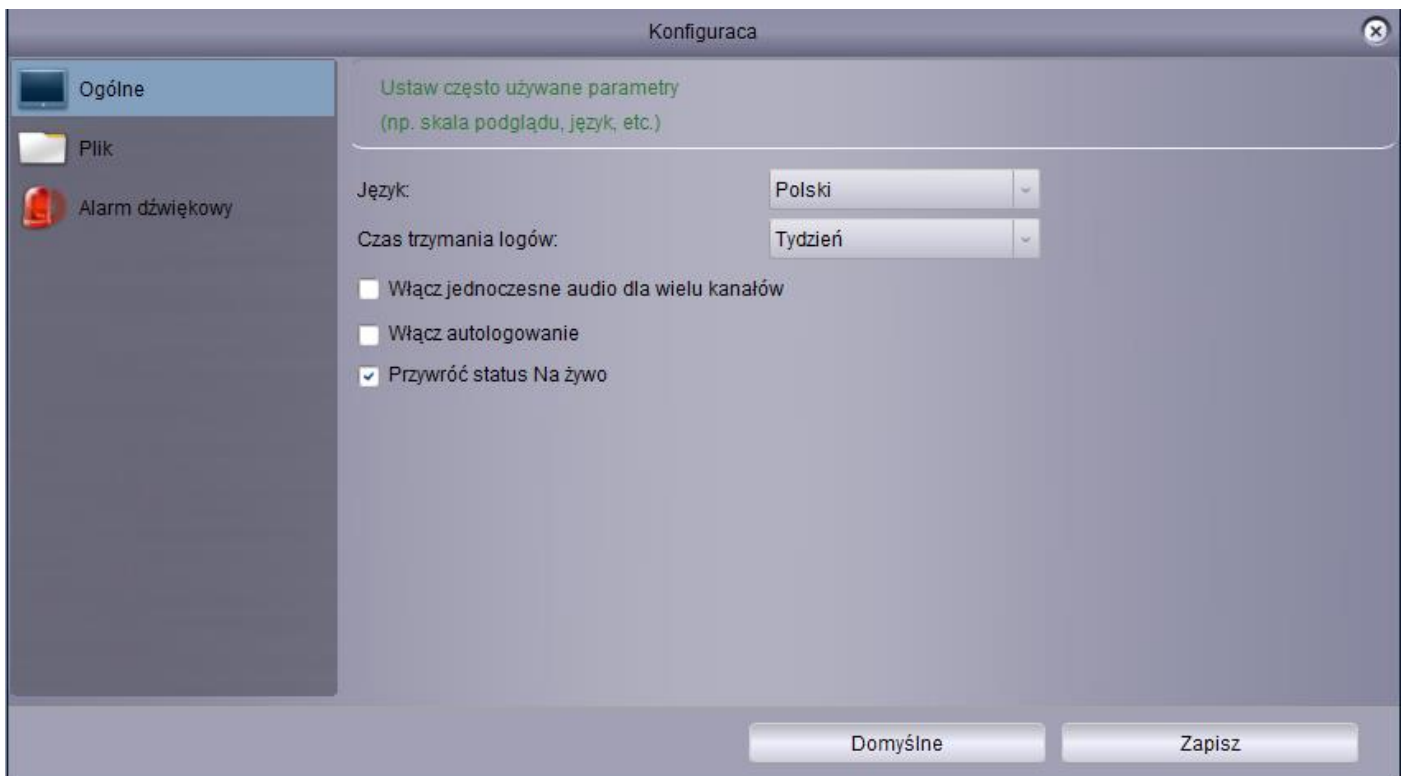 Konfiguraca
Ogólne
Plik
Alarm dźwiękowy
Ustaw często używane parametry
(np. skala podglądu, język, etc.)
Język:
Polski
Czas trzymania logów:
Tydzień
Włącz jednoczesne audio dla wielu kanałów
Włącz autologowanie
Przywróć status Na żywo
Domyślne
Zapisz